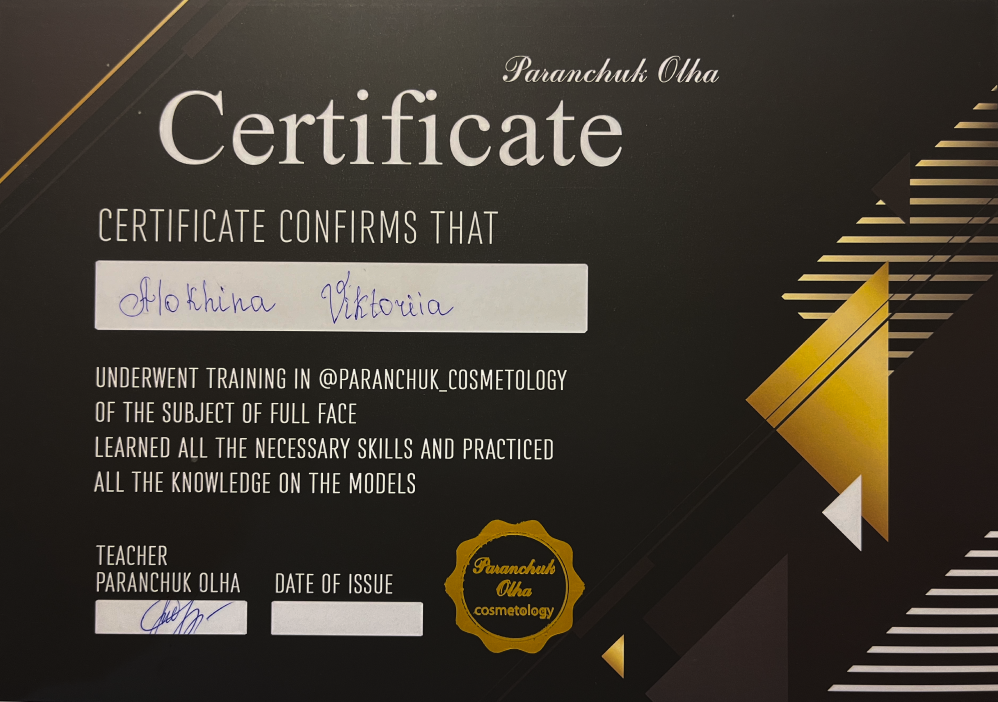 Paranchuk Olha
Certificate
CERTIFICATE CONFIRMS THAT
Alokhina Viktoriia
UNDERWENT TRAINING IN @PARANCHUK_COSMETOLOGY
OF THE SUBJECT OF FULL FACE
LEARNED ALL THE NECESSARY SKILLS AND PRACTICED
ALL THE KNOWLEDGE ON THE MODELS
TEACHER
PARANCHUK OLHA
DATE OF ISSUE
Paranchuk
Olha
cosmetology